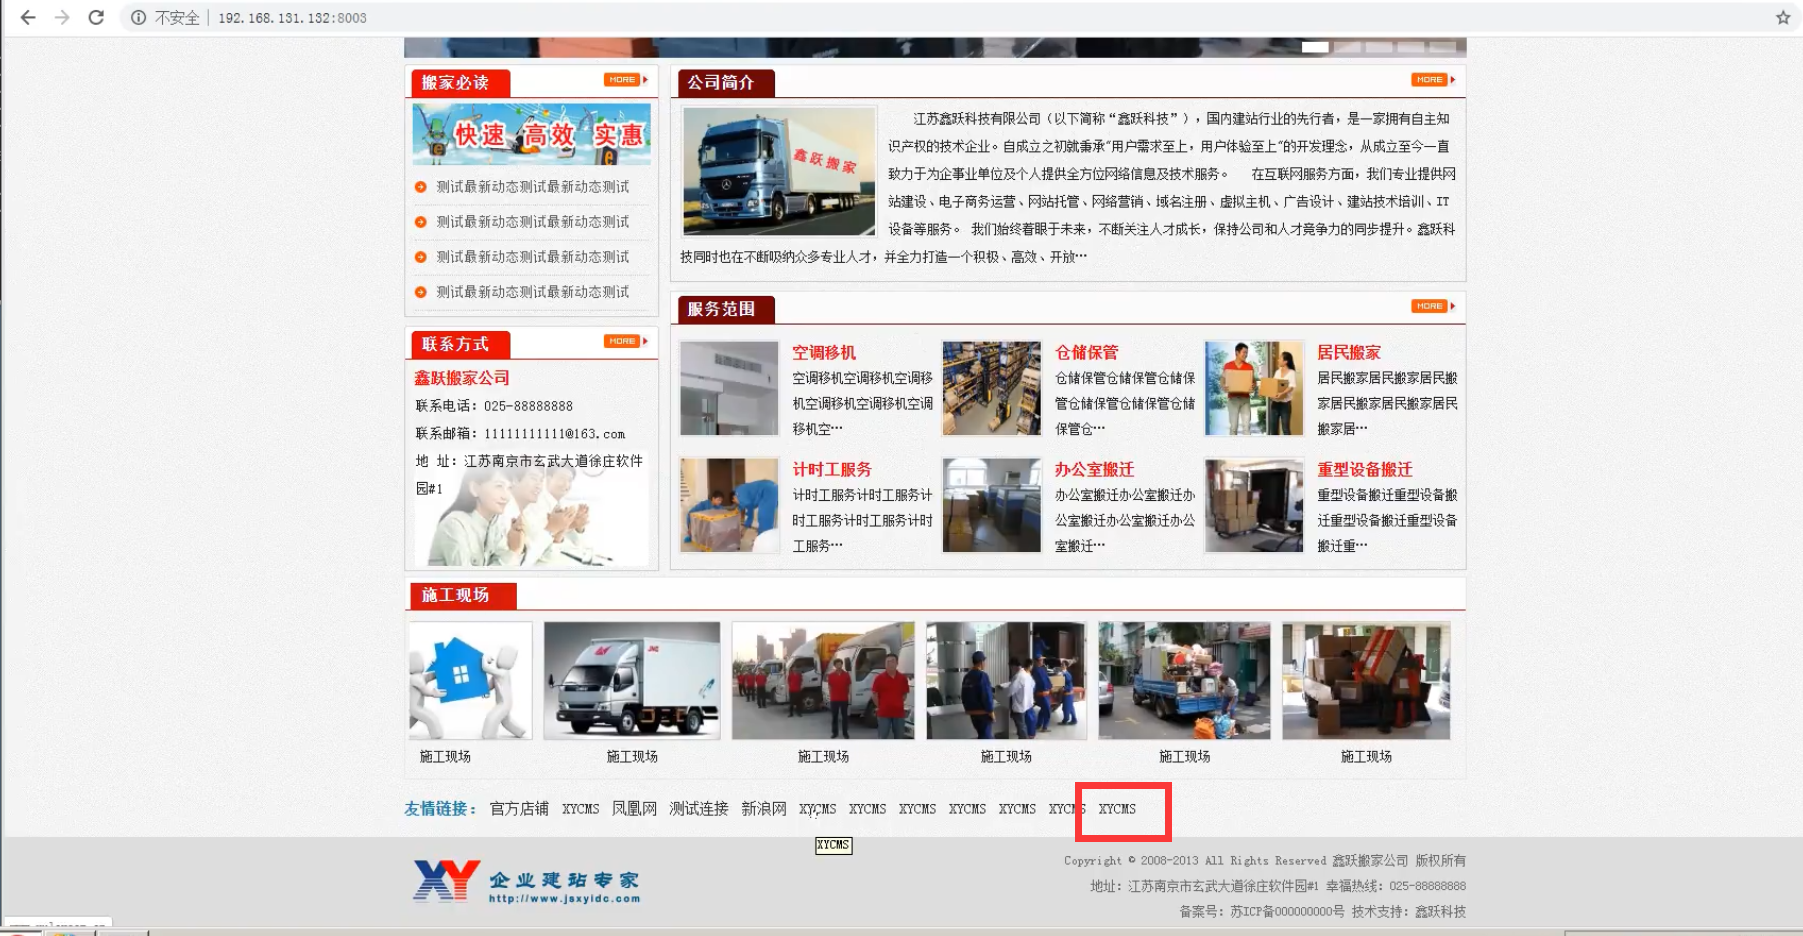 不安全 192.168.131.132:8003
搬家必读 MORE
快速 高效 实惠
测试最新动态测试最新动态测试
测试最新动态测试最新动态测试
测试最新动态测试最新动态测试
测试最新动态测试最新动态测试
联系方式 MORE
鑫跃搬家公司
联系电话：025-88888888
联系邮箱：11111111111@163.com
地 址：江苏南京市玄武大道徐庄软件
园#1
公司简介 MORE
鑫跃搬家
江苏鑫跃科技有限公司（以下简称“鑫跃科技”），国内建站行业的先行者，是一家拥有自主知
识产权的技术企业。自成立之初就秉承“用户需求至上，用户体验至上”的开发理念，从成立至今一直
致力于为企事业单位及个人提供全方位网络信息及技术服务。 在互联网服务方面，我们专业提供网
站建设、电子商务运营、网站托管、网络营销、域名注册、虚拟主机、广告设计、建站技术培训、IT
设备等服务。 我们始终着眼于未来，不断关注人才成长，保持公司和人才竞争力的同步提升。鑫跃科
技同时也在不断吸纳众多专业人才，并全力打造一个积极、高效、开放…
服务范围 MORE
空调移机
空调移机空调移机空调移
机空调移机空调移机空调
移机空…
仓储保管
仓储保管仓储保管仓储保
管仓储保管仓储保管仓储
保管仓…
居民搬家
居民搬家居民搬家居民搬
家居民搬家居民搬家居民
搬家居…
计时工服务
计时工服务计时工服务计
时工服务计时工服务计时
工服务…
办公室搬迁
办公室搬迁办公室搬迁办
公室搬迁办公室搬迁办公
室搬迁…
重型设备搬迁
重型设备搬迁重型设备搬
迁重型设备搬迁重型设备
搬迁重…
施工现场
施工现场 施工现场 施工现场 施工现场 施工现场 施工现场
友情链接： 官方店铺 XYCMS 凤凰网 测试连接 新浪网 XYCMS XYCMS XYCMS XYCMS XYCMS XYCMS XYCMS
XYCMS
XY 企业建站专家
http://www.jsxyidc.com
Copyright © 2008-2013 All Rights Reserved 鑫跃搬家公司 版权所有
地址：江苏南京市玄武大道徐庄软件园#1 幸福热线：025-88888888
备案号：苏ICP备000000000号 技术支持：鑫跃科技